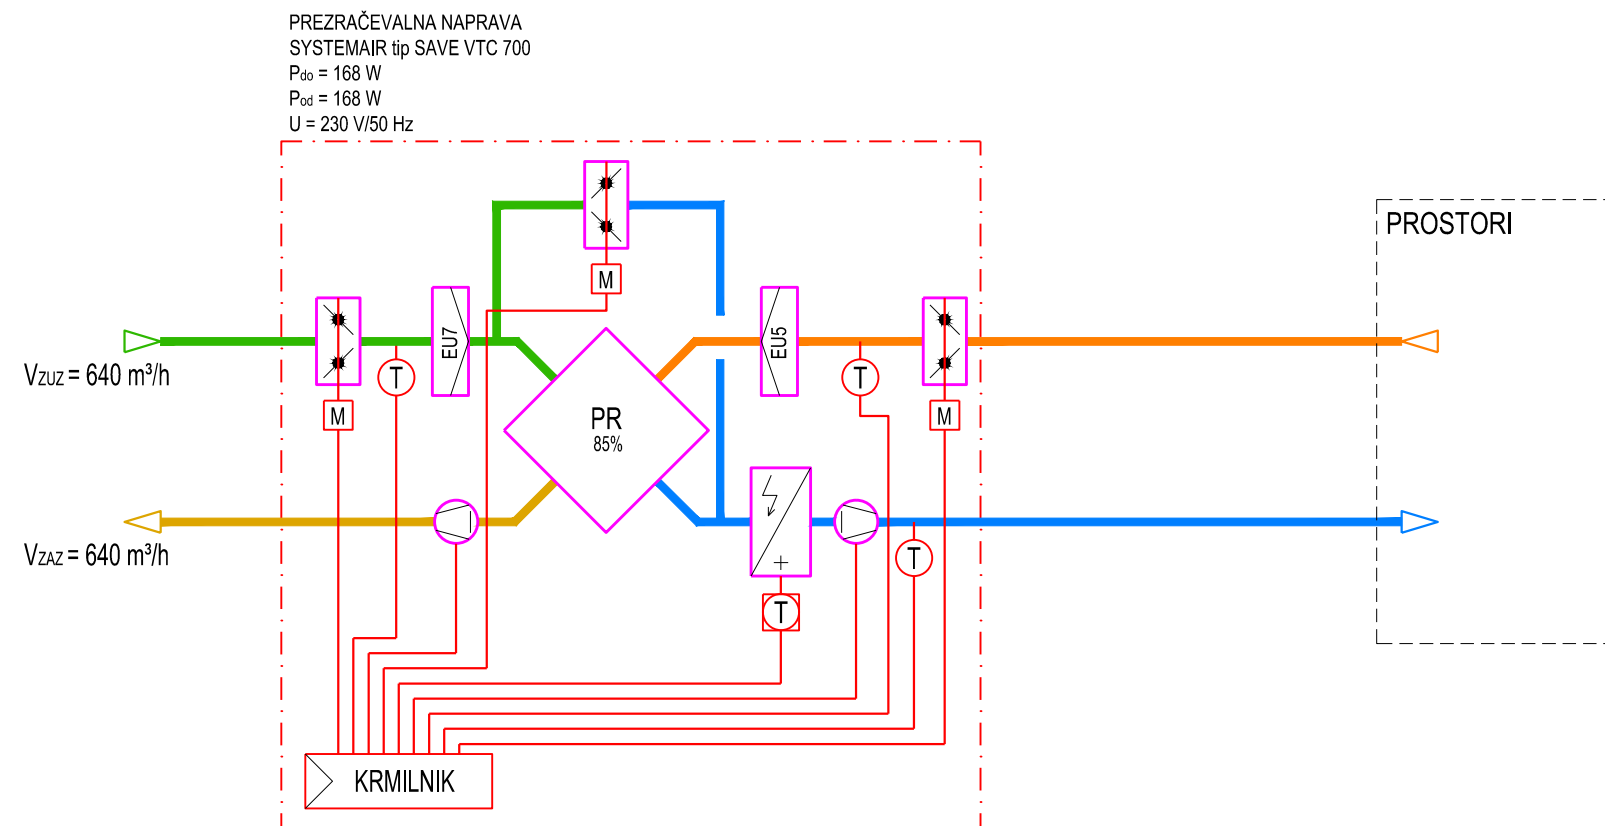 PREZRAČEVALNA NAPRAVA
SYSTEMAIR tip SAVE VTC 700
Pdo = 168 W
Pod = 168 W
U = 230 V/50 Hz
PROSTORI
M
EU7
EU5
VZUZ = 640 m³/h
T
T
M
M
PR
85%
VZAZ = 640 m³/h
T
+
T
KRMILNIK